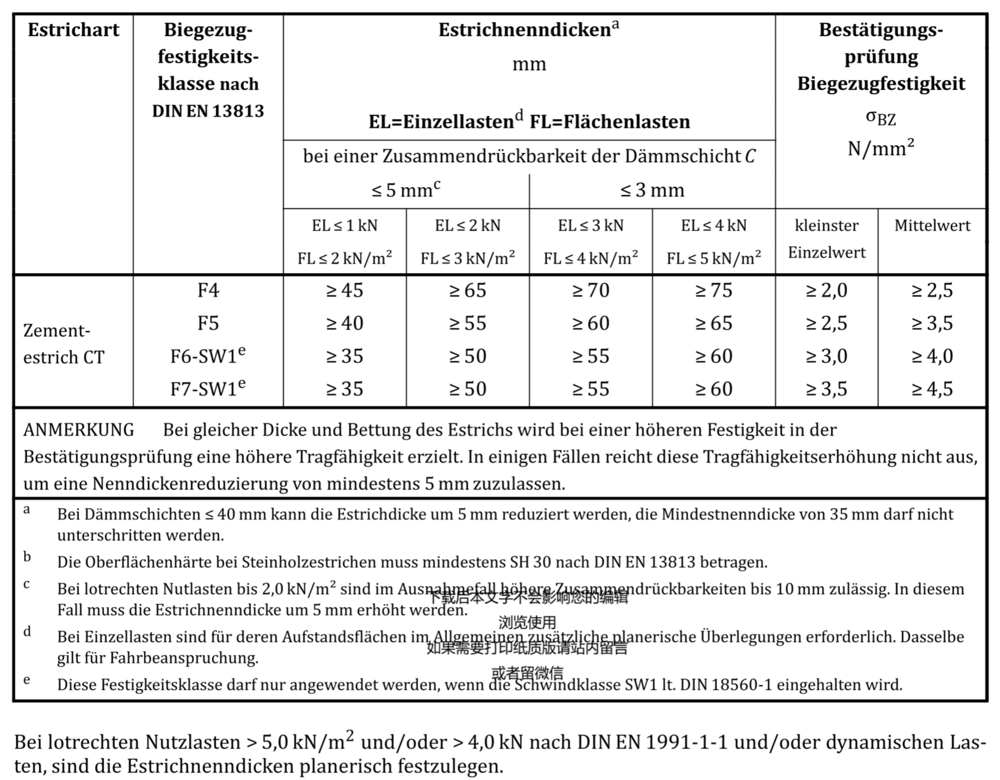 Estrichart
Biegezug-
festigkeits-
klasse nach
DIN EN 13813
Estrichnenndickenᵃ
mm
EL=Einzellastenᵈ FL=Flächenlasten
bei einer Zusammendrückbarkeit der Dämmschicht C
≤ 5 mmᶜ
≤ 3 mm
EL ≤ 1 kN
FL ≤ 2 kN/m²
EL ≤ 2 kN
FL ≤ 3 kN/m²
EL ≤ 3 kN
FL ≤ 4 kN/m²
EL ≤ 4 kN
FL ≤ 5 kN/m²
Bestätigungs-
prüfung
Biegezugfestigkeit
σBZ
N/mm²
kleinster
Einzelwert
Mittelwert
Zement-
estrich CT
F4 ≥ 45 ≥ 65 ≥ 70 ≥ 75 ≥ 2,0 ≥ 2,5
F5 ≥ 40 ≥ 55 ≥ 60 ≥ 65 ≥ 2,5 ≥ 3,5
F6-SW1ᵉ ≥ 35 ≥ 50 ≥ 55 ≥ 60 ≥ 3,0 ≥ 4,0
F7-SW1ᵉ ≥ 35 ≥ 50 ≥ 55 ≥ 60 ≥ 3,5 ≥ 4,5
ANMERKUNG Bei gleicher Dicke und Bettung des Estrichs wird bei einer höheren Festigkeit in der
Bestätigungsprüfung eine höhere Tragfähigkeit erzielt. In einigen Fällen reicht diese Tragfähigkeitserhöhung nicht aus,
um eine Nenndickenreduzierung von mindestens 5 mm zuzulassen.
a Bei Dämmschichten ≤ 40 mm kann die Estrichdicke um 5 mm reduziert werden, die Mindestnenndicke von 35 mm darf nicht
unterschritten werden.
b Die Oberflächenhärte bei Steinholzestrichen muss mindestens SH 30 nach DIN EN 13813 betragen.
c Bei lotrechten Nutlasten bis 2,0 kN/m² sind im Ausnahmefall höhere Zusammendrückbarkeiten bis 10 mm zulässig. In diesem
下载后本文字不会影响您的编辑
Fall muss die Estrichnenndicke um 5 mm erhöht werden.
浏览使用
d Bei Einzellasten sind für deren Aufstandsflächen im Allgemeinen zusätzliche planerische Überlegungen erforderlich. Dasselbe
如果需要打印纸质版请站内留言
gilt für Fahrbeanspruchung.
或者留微信
e Diese Festigkeitsklasse darf nur angewendet werden, wenn die Schwindklasse SW1 lt. DIN 18560-1 eingehalten wird.
Bei lotrechten Nutzlasten > 5,0 kN/m² und/oder > 4,0 kN nach DIN EN 1991-1-1 und/oder dynamischen Las-
ten, sind die Estrichnenndicken planerisch festzulegen.